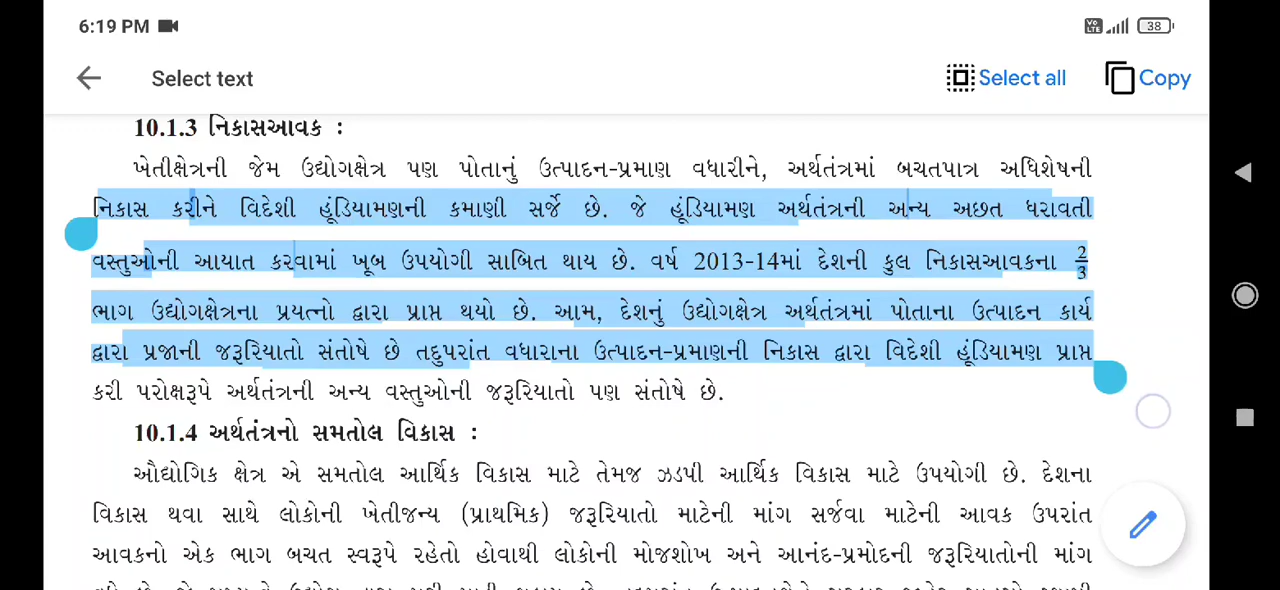 6:19 PM
VO LTE 38
Select text
Select all
Copy
10.1.3 નિકાસઆવક :
ખેતીક્ષેત્રની જેમ ઉદ્યોગક્ષેત્ર પણ પોતાનું ઉત્પાદન-પ્રમાણ વધારીને, અર્થતંત્રમાં બચતપાત્ર અધિશેષની
નિકાસ કરીને વિદેશી હૂંડિયામણની કમાણી સર્જે છે. જે હૂંડિયામણ અર્થતંત્રની અન્ય અછત ધરાવતી
વસ્તુઓની આયાત કરવામાં ખૂબ ઉપયોગી સાબિત થાય છે. વર્ષ 2013-14માં દેશની કુલ નિકાસઆવકના 2/3
ભાગ ઉદ્યોગક્ષેત્રના પ્રયત્નો દ્વારા પ્રાપ્ત થયો છે. આમ, દેશનું ઉદ્યોગક્ષેત્ર અર્થતંત્રમાં પોતાના ઉત્પાદન કાર્ય
દ્વારા પ્રજાની જરૂરિયાતો સંતોષે છે તદુપરાંત વધારાના ઉત્પાદન-પ્રમાણની નિકાસ દ્વારા વિદેશી હૂંડિયામણ પ્રાપ્ત
કરી પરોક્ષરૂપે અર્થતંત્રની અન્ય વસ્તુઓની જરૂરિયાતો પણ સંતોષે છે.
10.1.4 અર્થતંત્રનો સમતોલ વિકાસ :
ઔદ્યોગિક ક્ષેત્ર એ સમતોલ આર્થિક વિકાસ માટે તેમજ ઝડપી આર્થિક વિકાસ માટે ઉપયોગી છે. દેશના
વિકાસ થવા સાથે લોકોની ખેતીજન્ય (પ્રાથમિક) જરૂરિયાતો માટેની માંગ સર્જવા માટેની આવક ઉપરાંત
આવકનો એક ભાગ બચત સ્વરૂપે રહેતો હોવાથી લોકોની મોજશોખ અને આનંદ-પ્રમોદની જરૂરિયાતોની માંગ